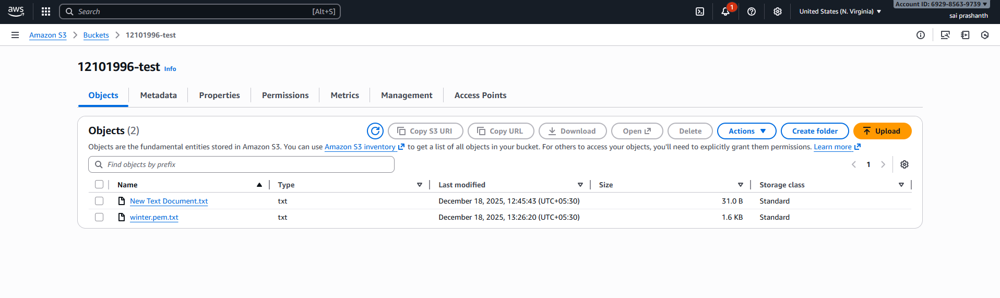 aws
Search [Alt+S]
1
United States (N. Virginia)
Account ID: 6929-8563-9739
sai prashanth
Amazon S3 Buckets 12101996-test
12101996-test Info
Objects Metadata Properties Permissions Metrics Management Access Points
Objects (2)
Copy S3 URI Copy URL Download Open Delete Actions Create folder Upload
Objects are the fundamental entities stored in Amazon S3. You can use Amazon S3 inventory to get a list of all objects in your bucket. For others to access your objects, you'll need to explicitly grant them permissions. Learn more
Find objects by prefix
1
Name Type Last modified Size Storage class
New Text Document.txt txt December 18, 2025, 12:45:43 (UTC+05:30) 31.0 B Standard
winter.pem.txt txt December 18, 2025, 13:26:20 (UTC+05:30) 1.6 KB Standard